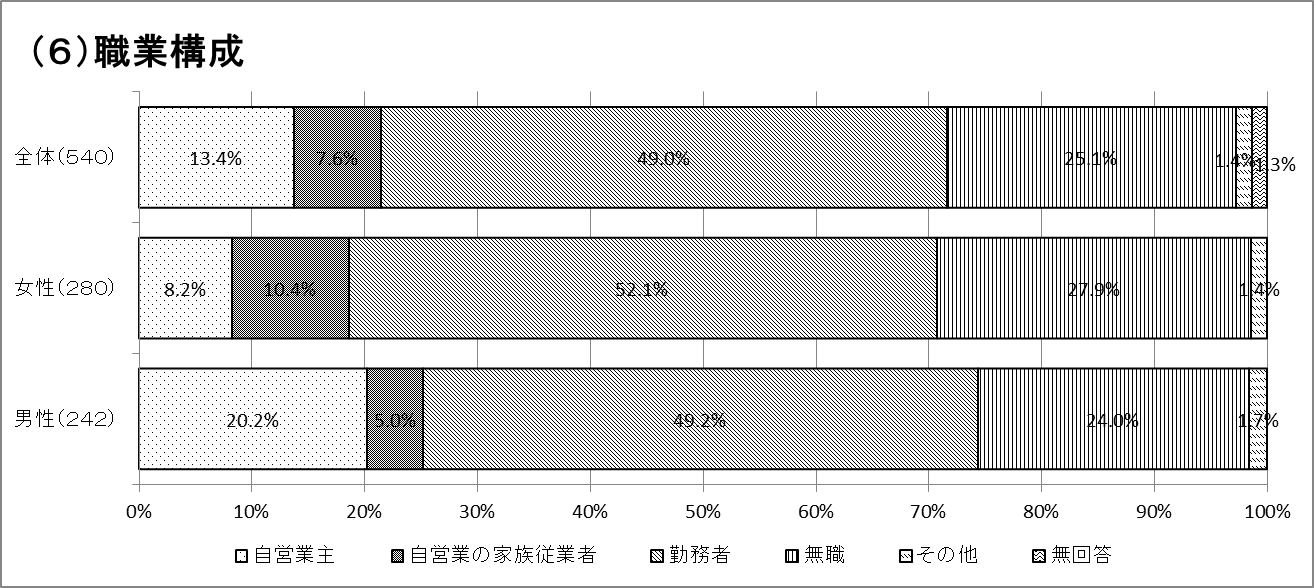 （６）職業構成
全体(540)
13.4%
7.6%
49.0%
25.1%
1.4%
1.3%
女性(280)
8.2%
10.4%
52.1%
27.9%
1.4%
男性(242)
20.2%
5.0%
49.2%
24.0%
1.7%
0% 10% 20% 30% 40% 50% 60% 70% 80% 90% 100%
自営業主 自営業の家族従業者 勤務者 無職 その他 無回答